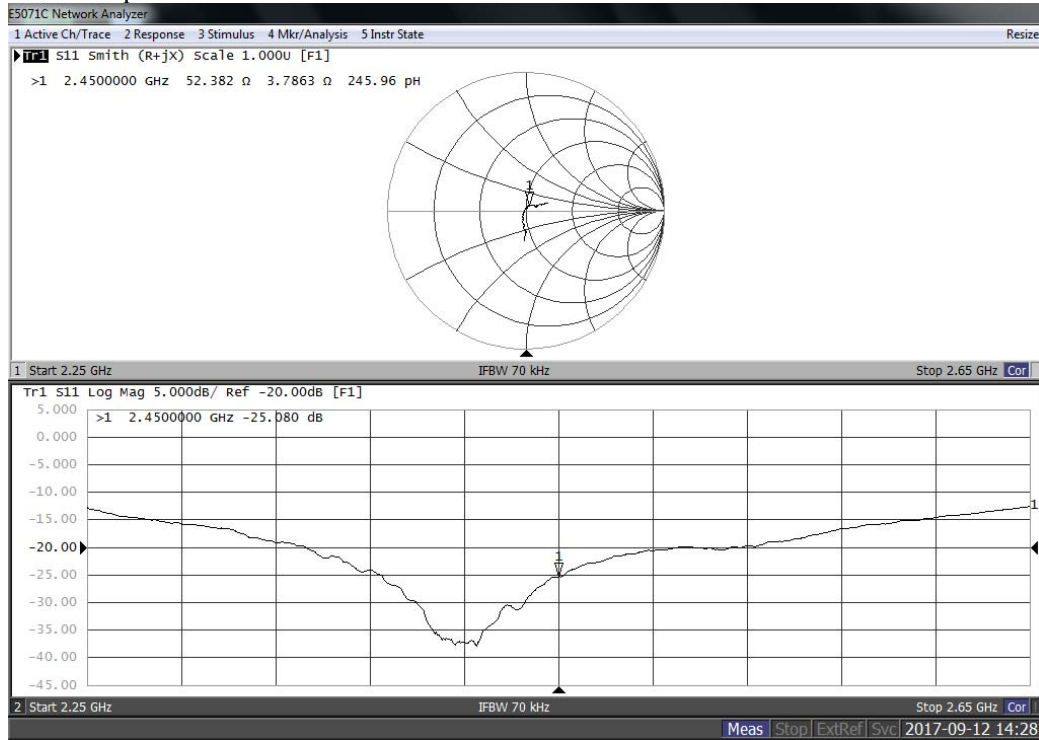 E5071C Network Analyzer
1 Active Ch/Trace 2 Response 3 Stimulus 4 Mkr/Analysis 5 Instr State Resize
Tr1 S11 Smith (R+jX) Scale 1.000U [F1]
>1 2.4500000 GHz 52.382 Ω 3.7863 Ω 245.96 pH
1
1 Start 2.25 GHz IFBW 70 kHz Stop 2.65 GHz Cor
Tr1 S11 Log Mag 5.000dB/ Ref -20.00dB [F1]
5.000
>1 2.4500000 GHz -25.080 dB
0.000
-5.000
-10.00
1
-15.00
-20.00
1
-25.00
-30.00
-35.00
-40.00
-45.00
2 Start 2.25 GHz IFBW 70 kHz Stop 2.65 GHz Cor
Meas Stop ExtRef Svc 2017-09-12 14:28